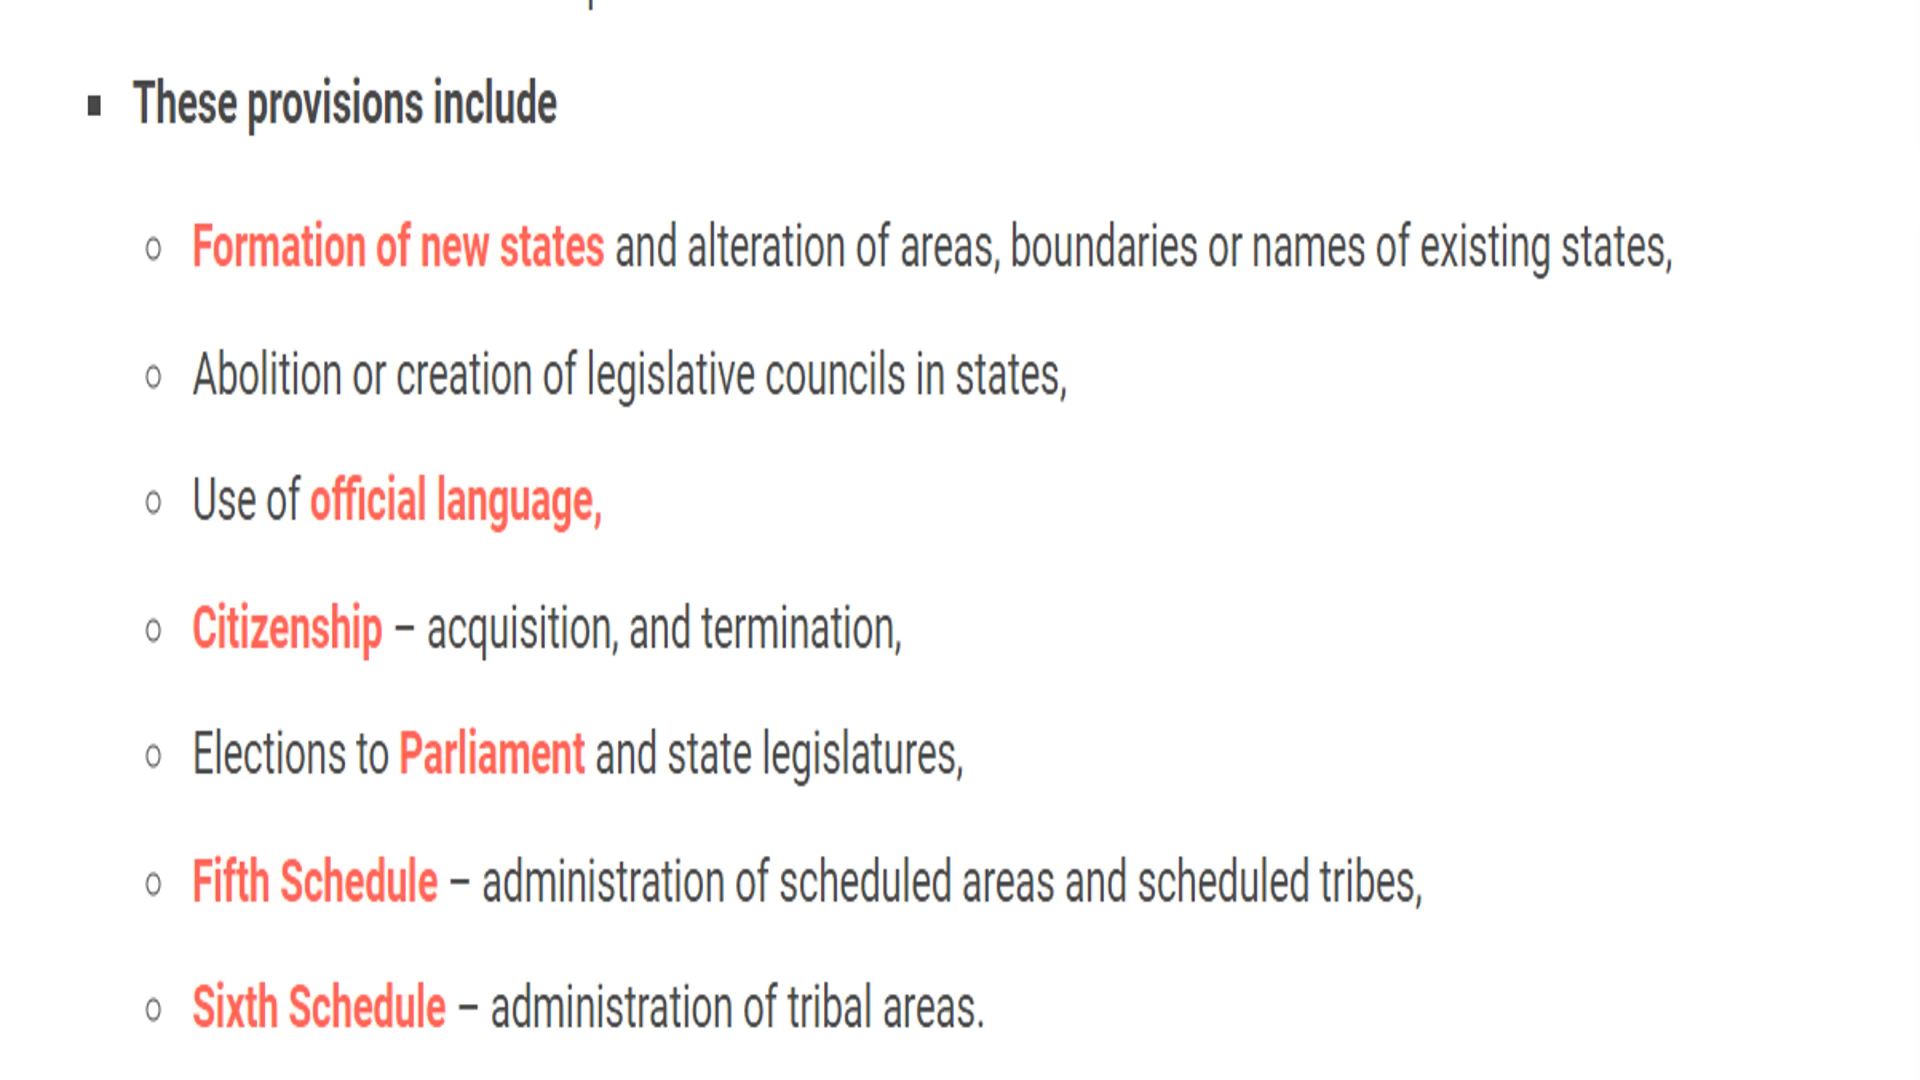 ▪ These provisions include
o Formation of new states and alteration of areas, boundaries or names of existing states,
o Abolition or creation of legislative councils in states,
o Use of official language,
o Citizenship – acquisition, and termination,
o Elections to Parliament and state legislatures,
o Fifth Schedule – administration of scheduled areas and scheduled tribes,
o Sixth Schedule – administration of tribal areas.